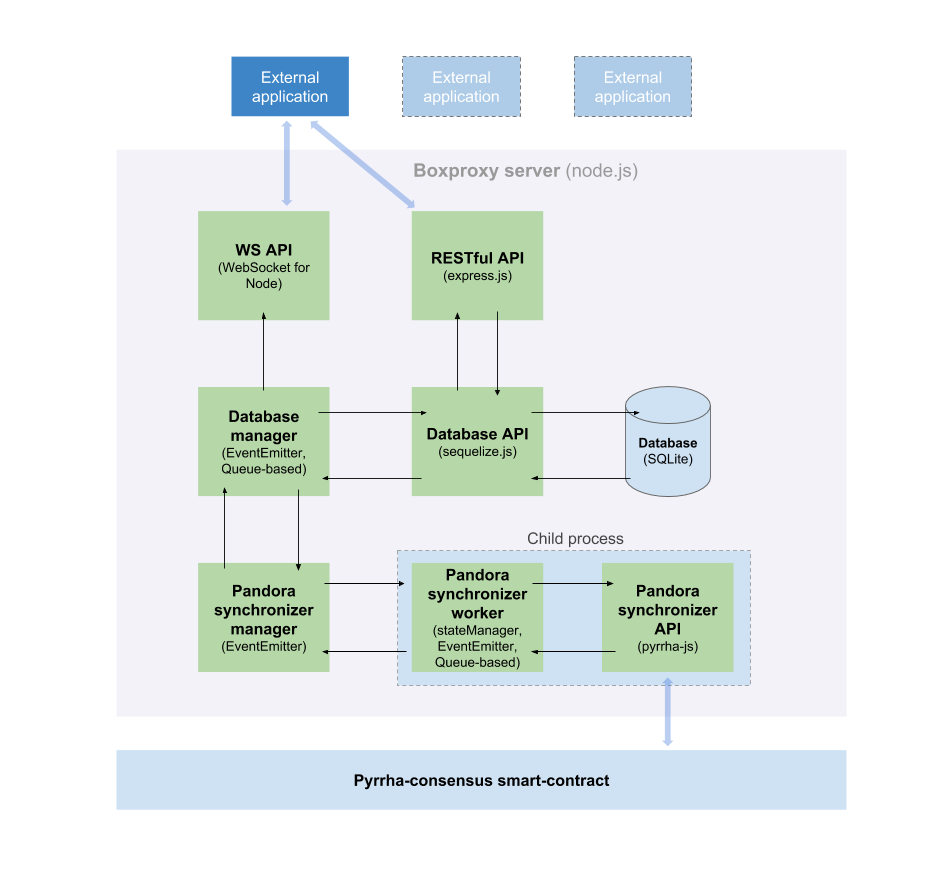 External
application
External
application
External
application
Boxproxy server (node.js)
WS API
(WebSocket for
Node)
RESTful API
(express.js)
Database
manager
(EventEmitter,
Queue-based)
Database API
(sequelize.js)
Database
(SQLite)
Child process
Pandora
synchronizer
manager
(EventEmitter)
Pandora
synchronizer
worker
(stateManager,
EventEmitter,
Queue-based)
Pandora
synchronizer
API
(pyrrha-js)
Pyrrha-consensus smart-contract